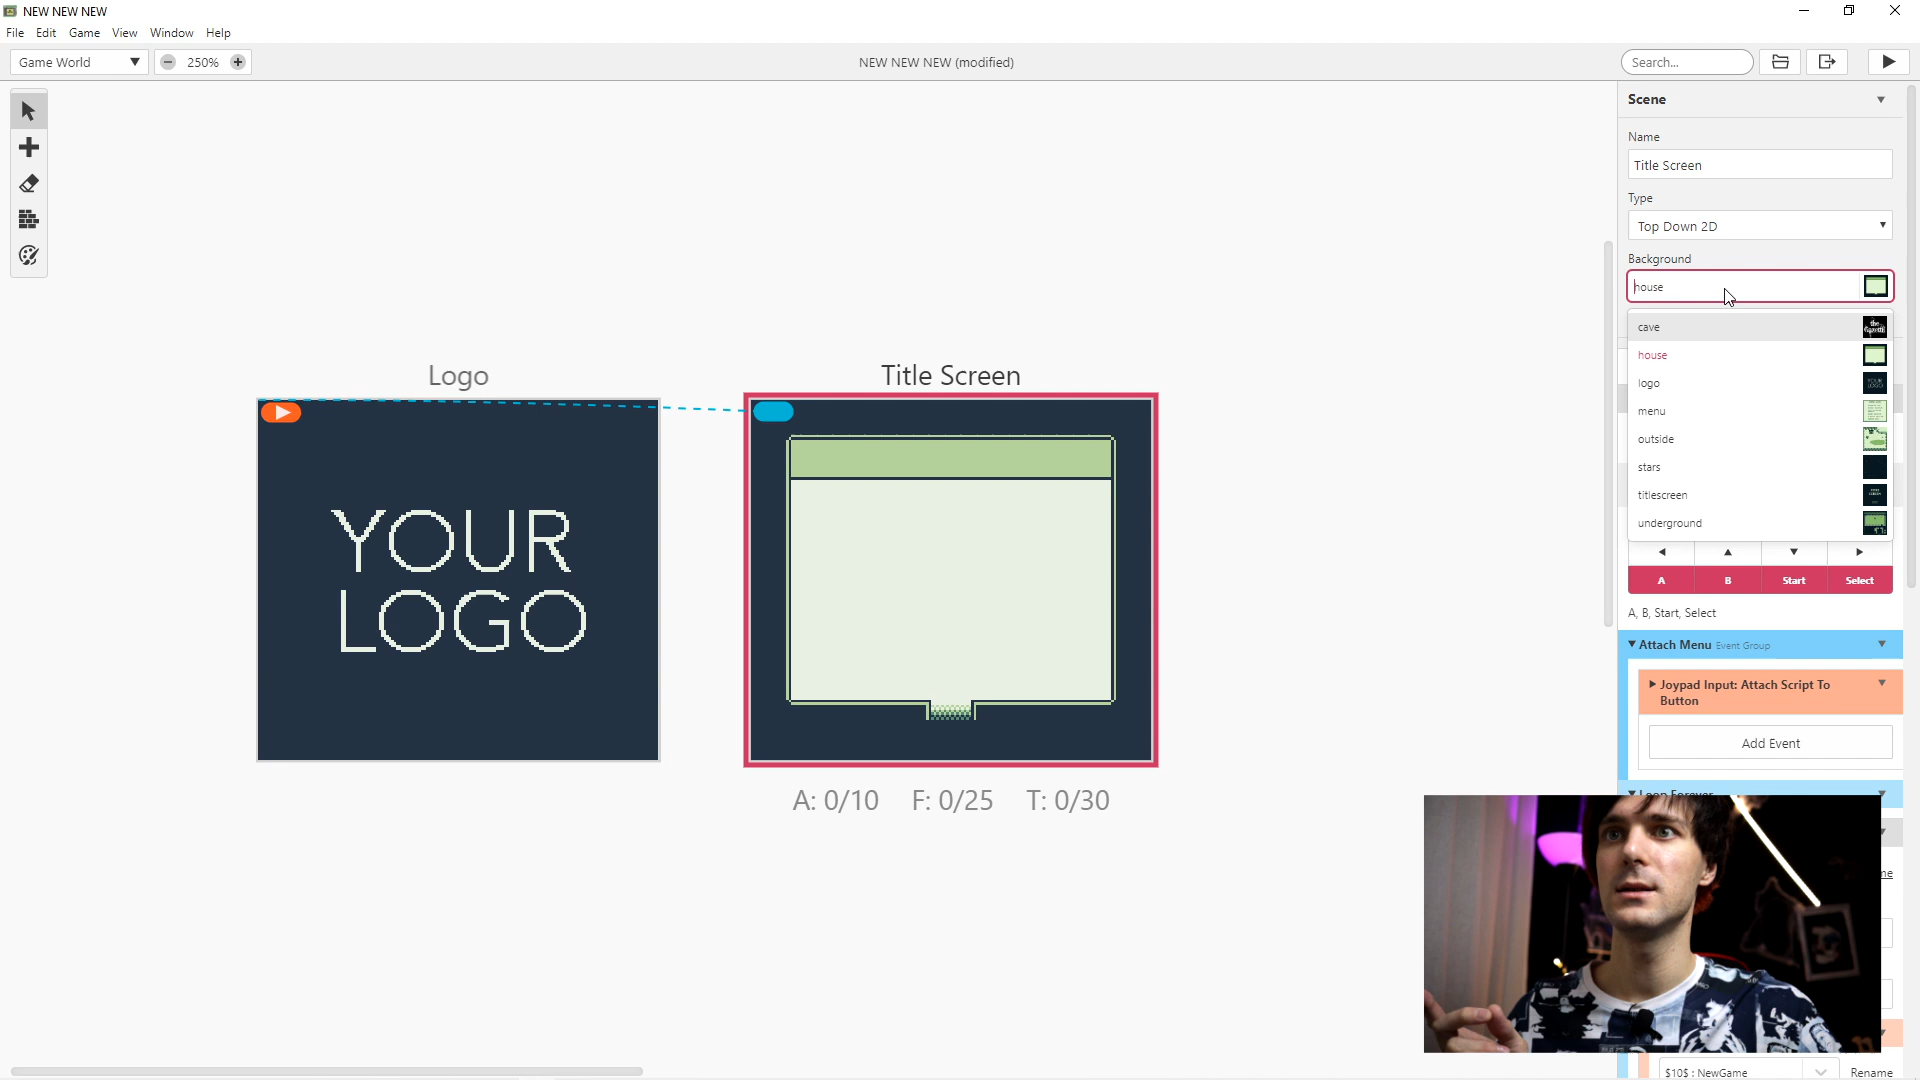 NEW NEW NEW
File Edit Game View Window Help
Game World 250% NEW NEW NEW (modified) Search...
Scene
Name
Title Screen
Type
Top Down 2D
Background
house
cave
house
logo
menu
outside
stars
titlescreen
underground
A B Start Select
A, B, Start, Select
Attach Menu Event Group
Joypad Input: Attach Script To
Button
Add Event
Loop Forever
$10$ : NewGame Rename
Logo
YOUR
LOGO
Title Screen
A: 0/10 F: 0/25 T: 0/30